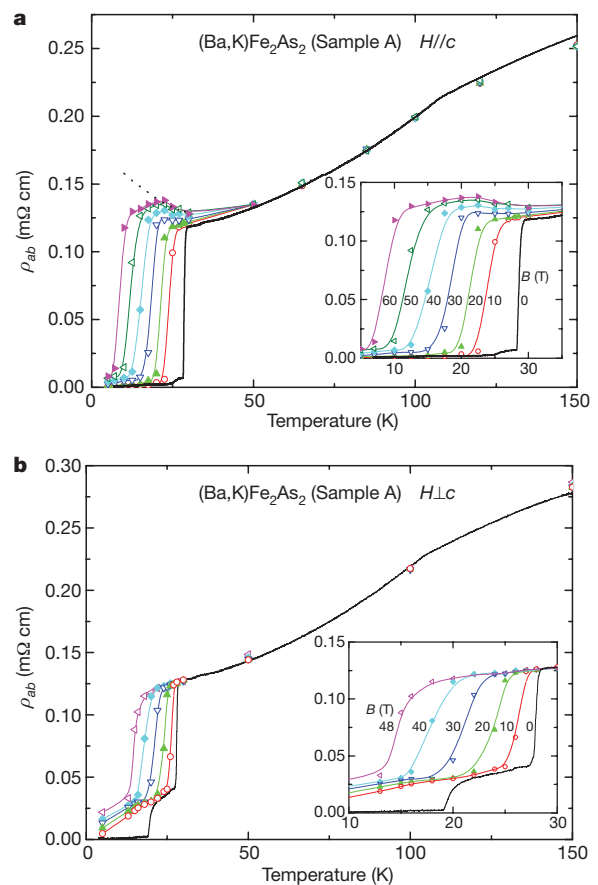 a
(Ba,K)Fe₂As₂ (Sample A) H//c
0.25
0.20
0.15
0.10
0.05
0.00
ρab (mΩ cm)
0.15
0.10
0.05
0.00
B (T)
60 50 40 30 20 10 0
10 20 30
0 50 100 150
Temperature (K)
b
(Ba,K)Fe₂As₂ (Sample A) H⊥c
0.30
0.25
0.20
0.15
0.10
0.05
0.00
ρab (mΩ cm)
0.15
0.10
0.05
0.00
B (T)
48 40 30 20 10 0
10 20 30
0 50 100 150
Temperature (K)